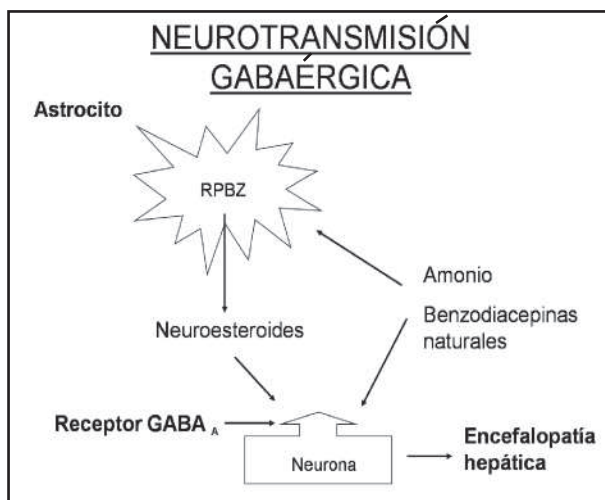 NEUROTRANSMISIÓN
GABAÉRGICA
Astrocito
RPBZ
Amonio
Benzodiacepinas
naturales
Neuroesteroides
Receptor GABA A
Neurona
Encefalopatía
hepática